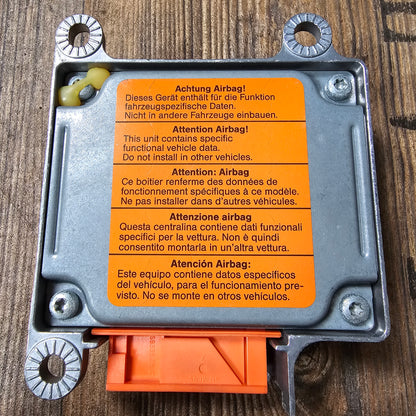 Achtung Airbag!
Dieses Gerät enthält für die Funktion
fahrzeugspezifische Daten.
Nicht in andere Fahrzeuge einbauen.
Attention Airbag!
This unit contains specific
functional vehicle data.
Do not install in other vehicles.
Attention: Airbag
Ce boitier renferme des données de
fonctionnement spécifiques à ce modèle.
Ne pas installer dans d'autres véhicules.
Attenzione airbag
Questa centralina contiene dati funzionali
specifici per la vettura. Non è quindi
consentito montarla in un'altra vettura.
Atención Airbag:
Este equipo contiene datos especificos
del vehículo, para el funcionamiento pre-
visto. No se monte en otros vehículos.